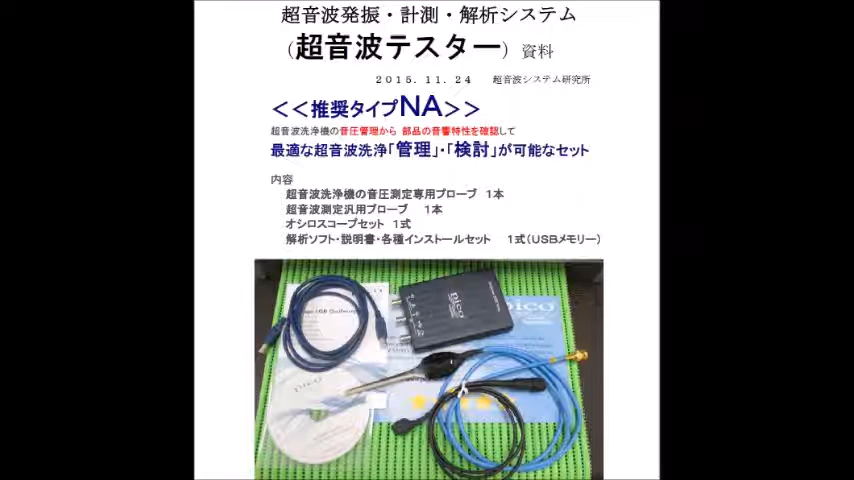 超音波発振・計測・解析システム
(超音波テスター) 資料
2015.11.24 超音波システム研究所
<<推奨タイプNA>>
超音波洗浄機の音圧管理から 部品の音響特性を確認して
最適な超音波洗浄「管理」・「検討」が可能なセット
内容
超音波洗浄機の音圧測定専用プローブ 1本
超音波測定汎用プローブ 1本
オシロスコープセット 1式
解析ソフト・説明書・各種インストールセット 1式(USBメモリー)
pico
pico